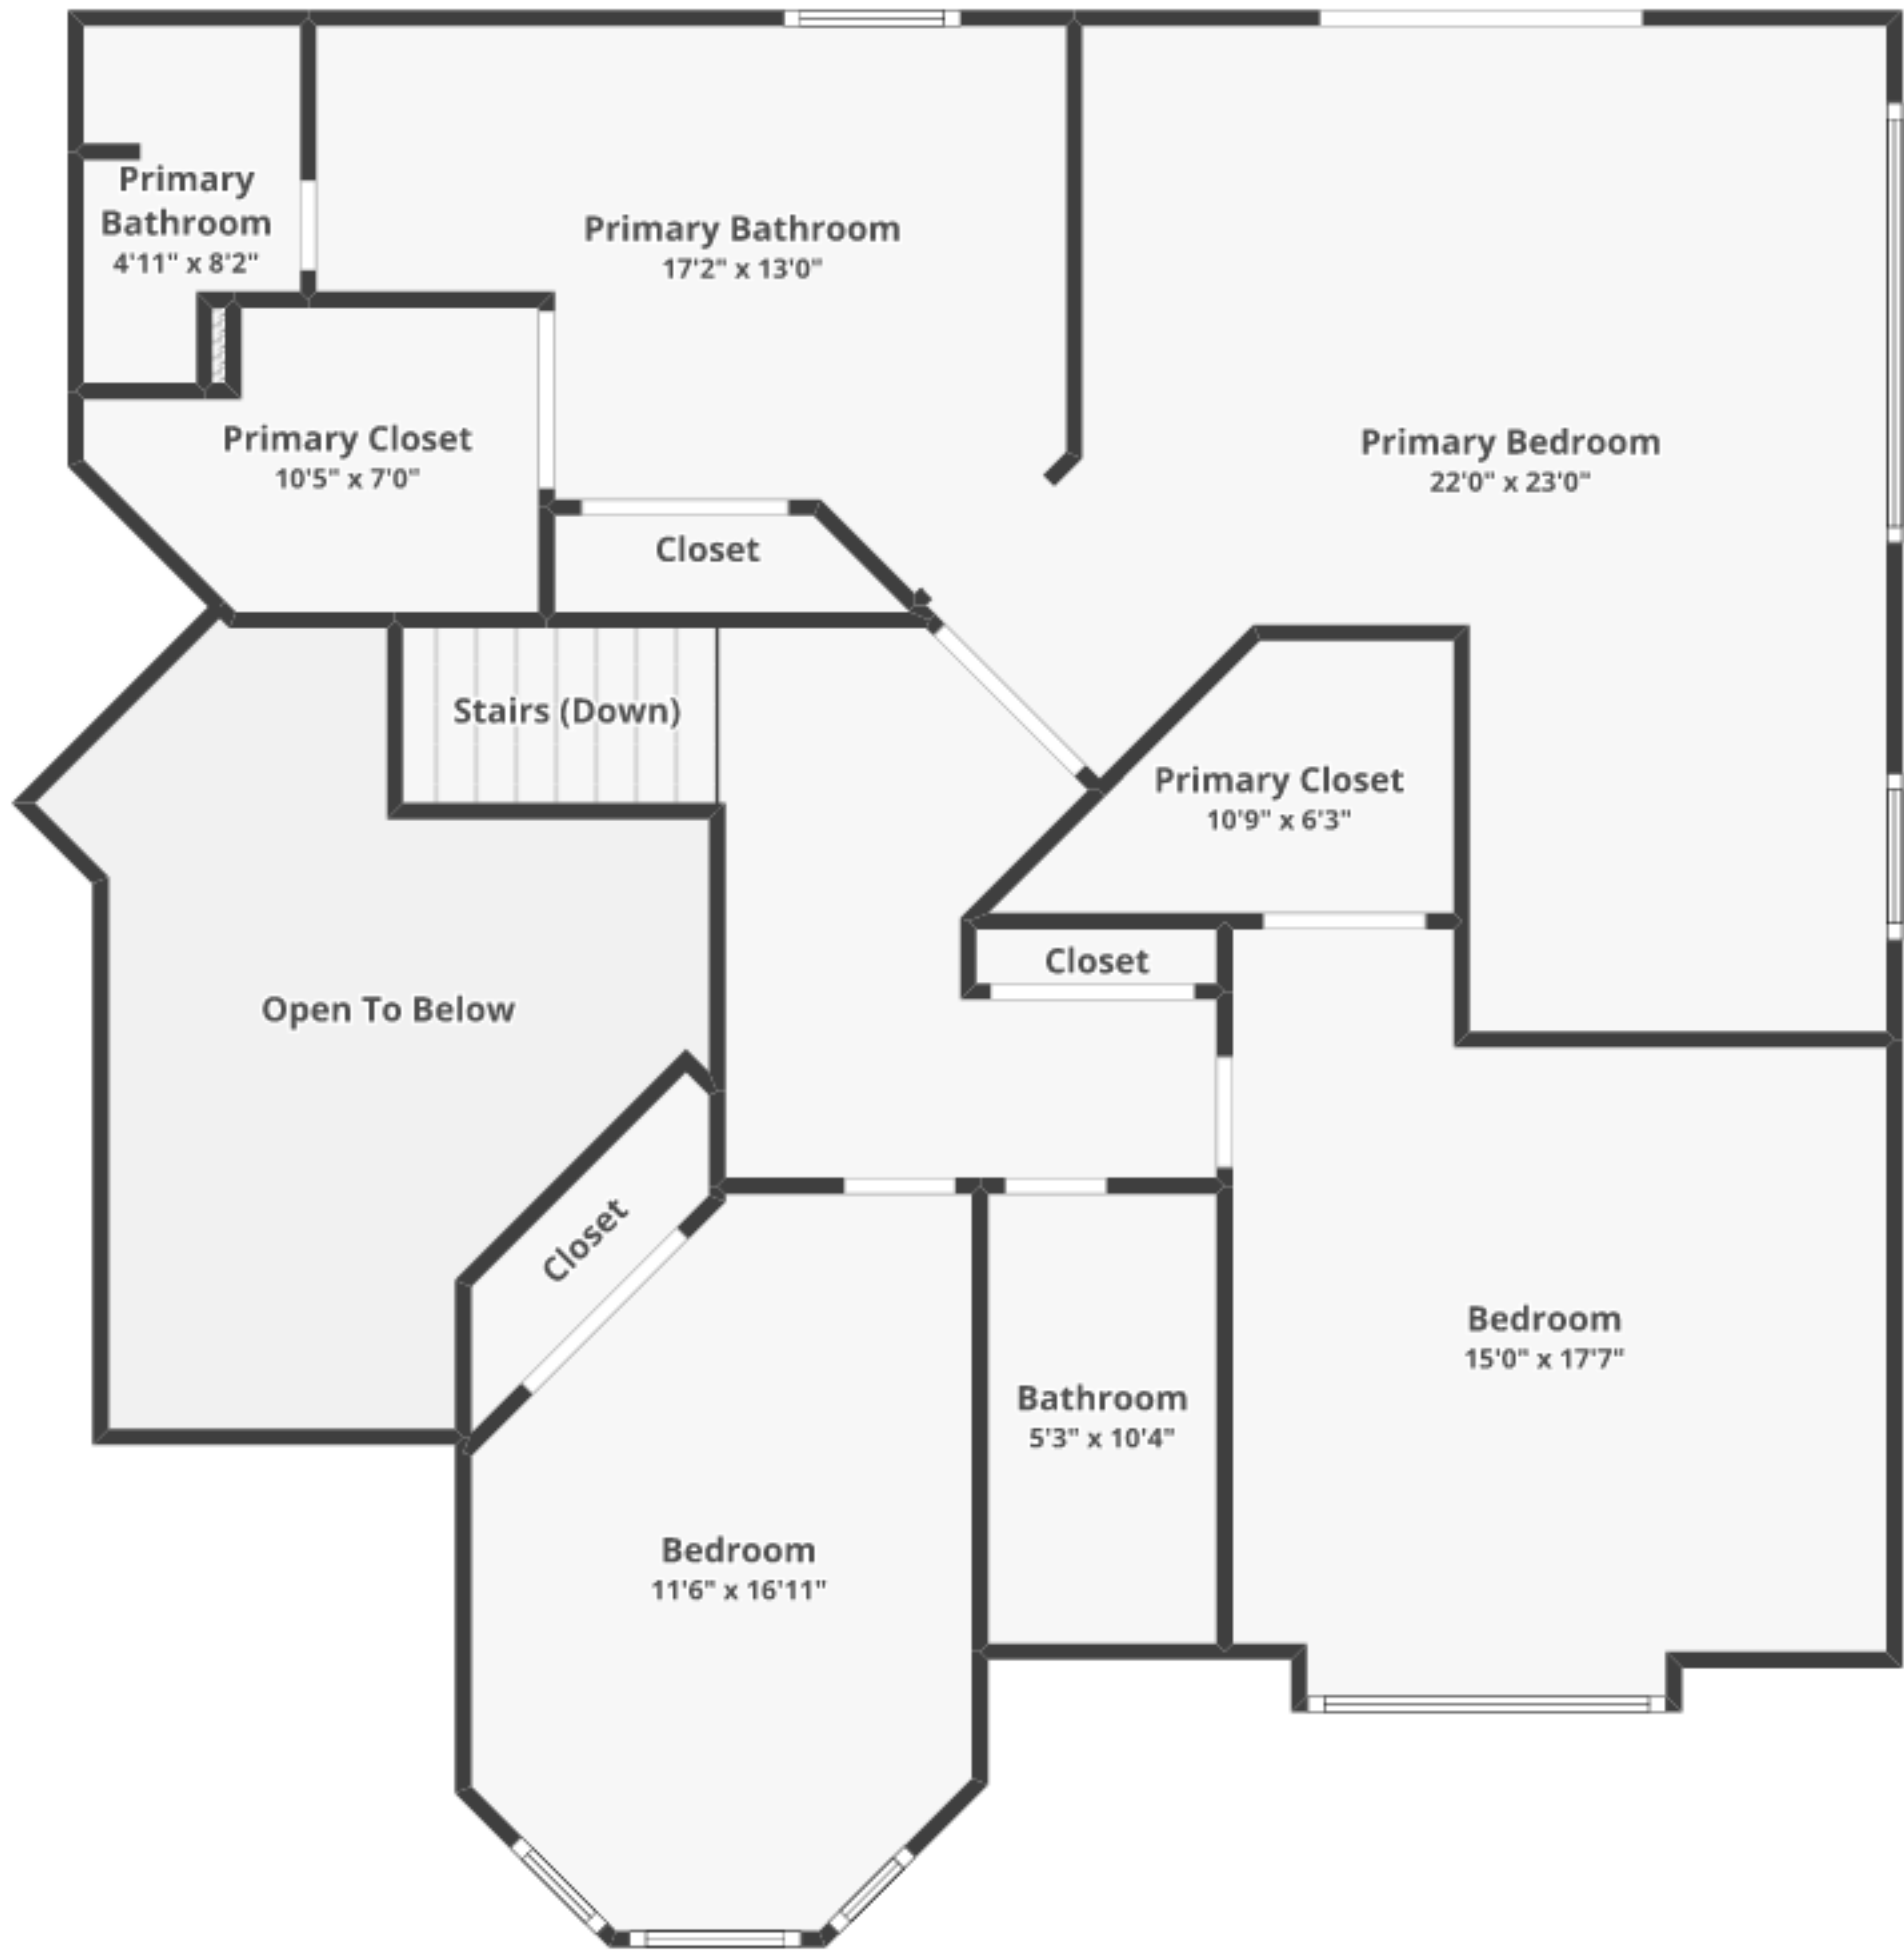 Primary
Bathroom
4'11" x 8'2"
Primary Bathroom
17'2" x 13'0"
Primary Closet
10'5" x 7'0"
Primary Bedroom
22'0" x 23'0"
Closet
Stairs (Down)
Primary Closet
10'9" x 6'3"
Closet
Open To Below
Closet
Bedroom
15'0" x 17'7"
Bathroom
5'3" x 10'4"
Bedroom
11'6" x 16'11"